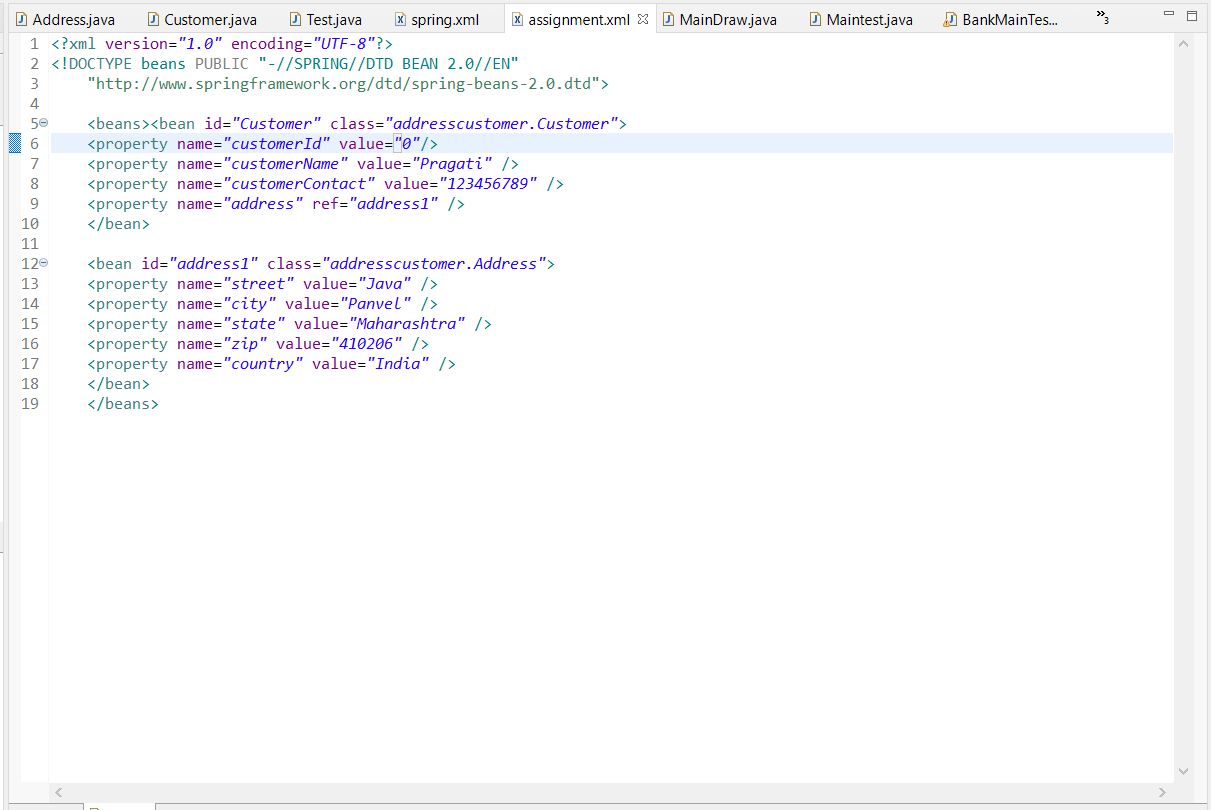 Address.java Customer.java Test.java spring.xml assignment.xml MainDraw.java Maintest.java BankMainTes... »3
1 <?xml version="1.0" encoding="UTF-8"?>
2 <!DOCTYPE beans PUBLIC "-//SPRING//DTD BEAN 2.0//EN"
3 "http://www.springframework.org/dtd/spring-beans-2.0.dtd">
4
5 <beans><bean id="Customer" class="addresscustomer.Customer">
6 <property name="customerId" value="0"/>
7 <property name="customerName" value="Pragati" />
8 <property name="customerContact" value="123456789" />
9 <property name="address" ref="address1" />
10 </bean>
11
12 <bean id="address1" class="addresscustomer.Address">
13 <property name="street" value="Java" />
14 <property name="city" value="Panvel" />
15 <property name="state" value="Maharashtra" />
16 <property name="zip" value="410206" />
17 <property name="country" value="India" />
18 </bean>
19 </beans>